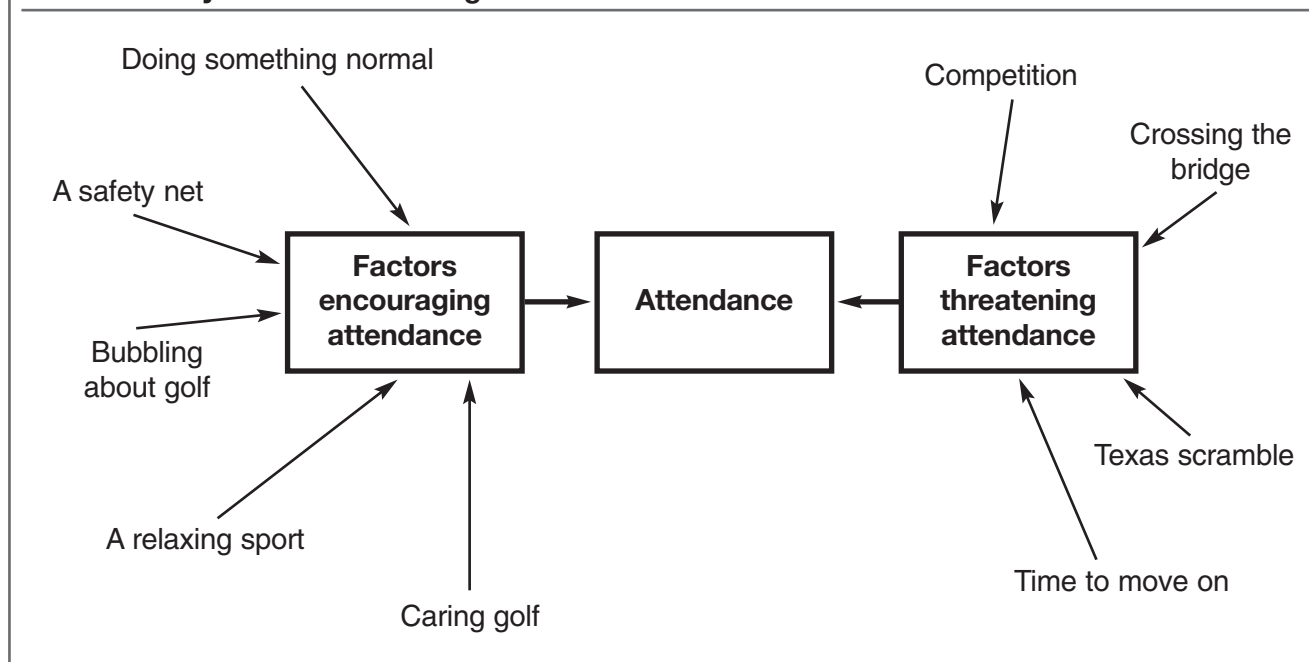 Doing something normal
Competition
Crossing the
bridge
A safety net
Factors
encouraging
attendance
Attendance
Factors
threatening
attendance
Bubbling
about golf
Texas scramble
A relaxing sport
Time to move on
Caring golf